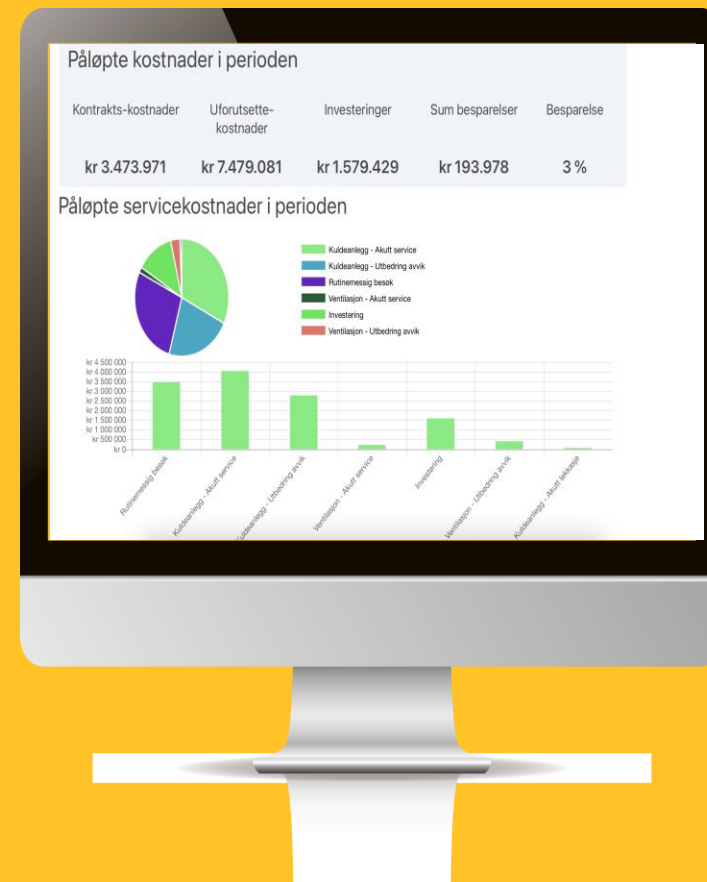 Påløpte kostnader i perioden
Kontrakts-kostnader Uforutsette-kostnader Investeringer Sum besparelser Besparelse
kr 3.473.971 kr 7.479.081 kr 1.579.429 kr 193.978 3 %
Påløpte servicekostnader i perioden
Kuldeanlegg - Akutt service
Kuldeanlegg - Utbedring avvik
Rutinemessig besøk
Ventilasjon - Akutt service
Investering
Ventilasjon - Utbedring avvik
kr 4 500 000
kr 4 000 000
kr 3 500 000
kr 3 000 000
kr 2 500 000
kr 2 000 000
kr 1 500 000
kr 1 000 000
kr 500 000
kr 0
Rutinemessig besøk
Kuldeanlegg - Akutt service
Kuldeanlegg - Utbedring avvik
Ventilasjon - Akutt service
Investering
Ventilasjon - Utbedring avvik
Kuldeanlegg - Akutt lekkasje